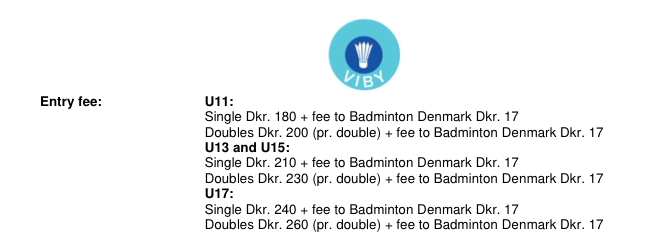 VIBY
Entry fee:
U11:
Single Dkr. 180 + fee to Badminton Denmark Dkr. 17
Doubles Dkr. 200 (pr. double) + fee to Badminton Denmark Dkr. 17
U13 and U15:
Single Dkr. 210 + fee to Badminton Denmark Dkr. 17
Doubles Dkr. 230 (pr. double) + fee to Badminton Denmark Dkr. 17
U17:
Single Dkr. 240 + fee to Badminton Denmark Dkr. 17
Doubles Dkr. 260 (pr. double) + fee to Badminton Denmark Dkr. 17